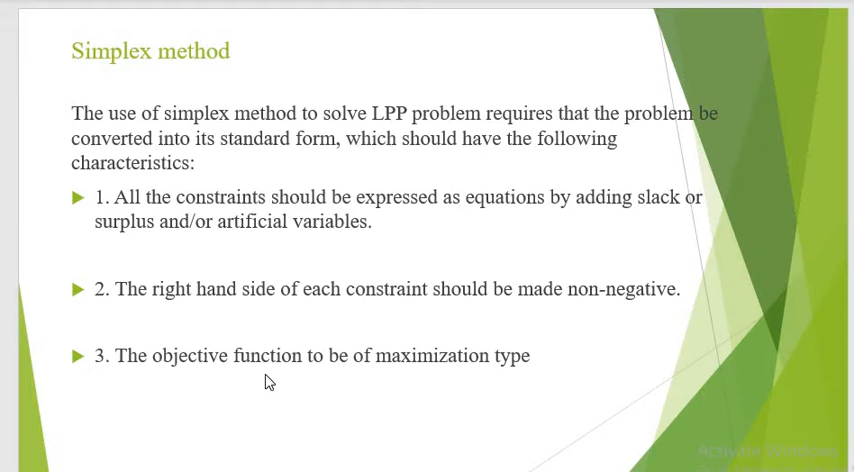 Simplex method
The use of simplex method to solve LPP problem requires that the problem be
converted into its standard form, which should have the following
characteristics:
1. All the constraints should be expressed as equations by adding slack or
surplus and/or artificial variables.
2. The right hand side of each constraint should be made non-negative.
3. The objective function to be of maximization type
Activate Windows